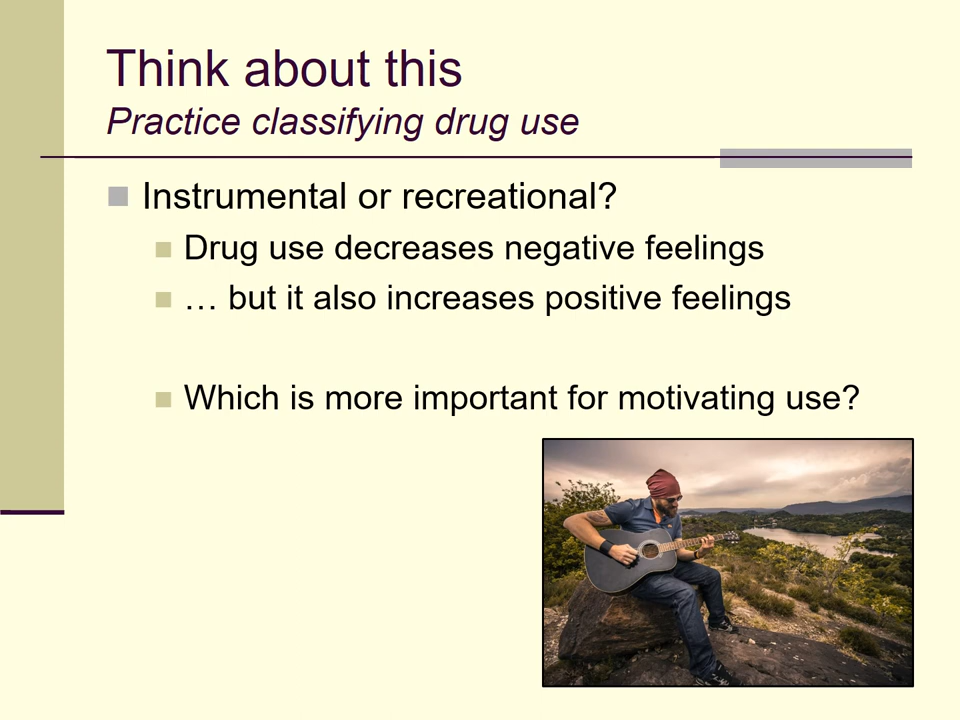 Think about this
Practice classifying drug use
Instrumental or recreational?
Drug use decreases negative feelings
… but it also increases positive feelings
Which is more important for motivating use?